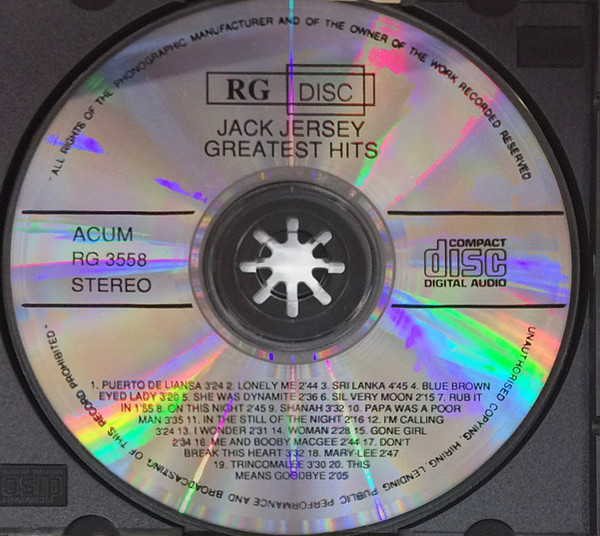 "ALL RIGHTS OF THE PHONOGRAPHIC MANUFACTURER AND OF THE OWNER OF THE WORK RECORDED RESERVED
RG DISC
JACK JERSEY
GREATEST HITS
ACUM
RG 3558
STEREO
COMPACT
disc
DIGITAL AUDIO
1. PUERTO DE LIANSA 3'24 2. LONELY ME 2'44 3. SRI LANKA 4'45 4. BLUE BROWN
EYED LADY 3'20 5. SHE WAS DYNAMITE 2'36 6. SIL VERY MOON 2'15 7. RUB IT
IN 1'55 8. ON THIS NIGHT 2'45 9. SHANAH 3'32 10. PAPA WAS A POOR
MAN 3'35 11. IN THE STILL OF THE NIGHT 2'16 12. I'M CALLING
3'24 13. I WONDER 2'31 14. WOMAN 2'28 15. GONE GIRL
2'34 16. ME AND BOOBY MACGEE 2'44 17. DON'T
BREAK THIS HEART 3'32 18. MARY-LEE 2'47
19. TRINCOMALEE 3'30 20. THIS
MEANS GOODBYE 2'05
UNAUTHORISED COPYING, HIRING, LENDING PUBLIC PERFORMANCE AND BROADCASTING OF THIS RECORD PROHIBITED"